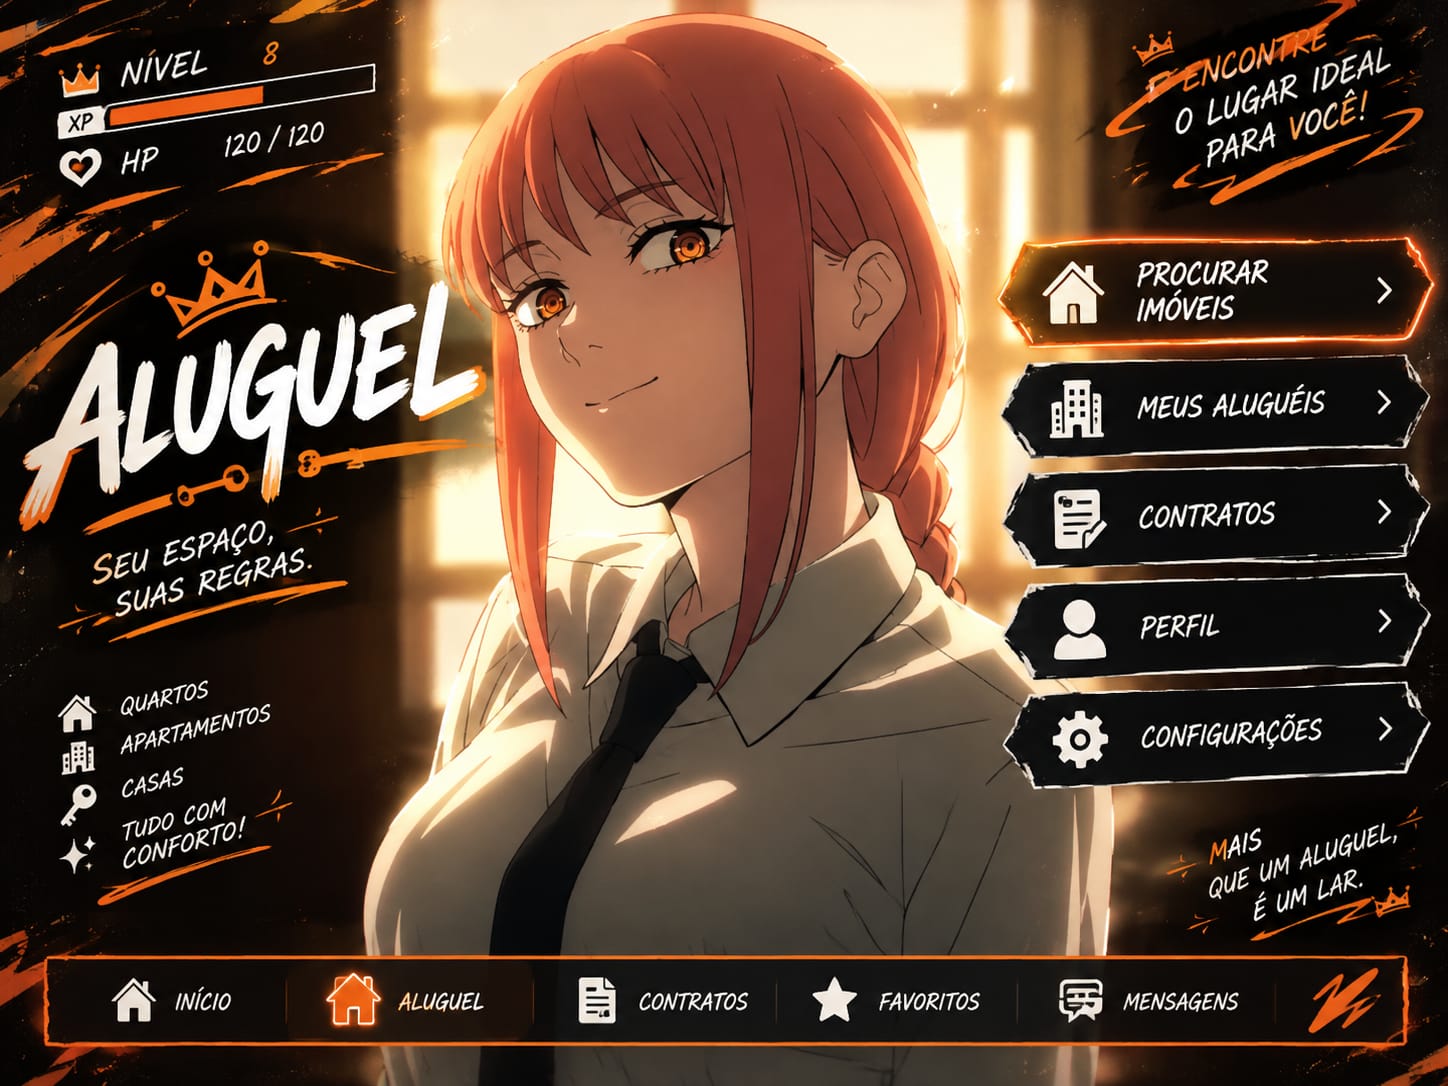 NÍVEL 8
XP
HP 120 / 120
ENCONTRE
O LUGAR IDEAL
PARA VOCÊ!
ALUGUEL
SEU ESPAÇO,
SUAS REGRAS.
QUARTOS
APARTAMENTOS
CASAS
TUDO COM
CONFORTO!
PROCURAR
IMÓVEIS
MEUS ALUGUÉIS
CONTRATOS
PERFIL
CONFIGURAÇÕES
MAIS
QUE UM ALUGUEL,
É UM LAR.
INÍCIO
ALUGUEL
CONTRATOS
FAVORITOS
MENSAGENS